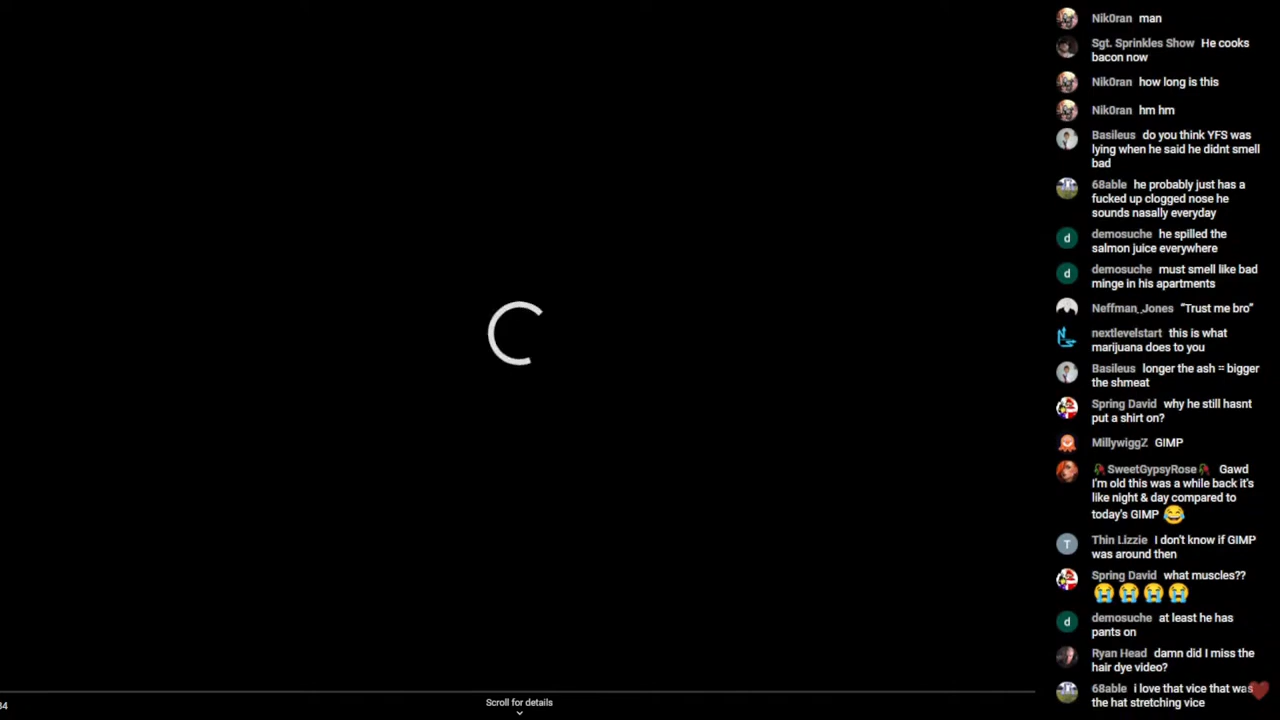 Nik0ran man
Sgt. Sprinkles Show He cooks
bacon now
Nik0ran how long is this
Nik0ran hm hm
Basileus do you think YFS was
lying when he said he didnt smell
bad
68able he probably just has a
fucked up clogged nose he
sounds nasally everyday
d
demosuche he spilled the
salmon juice everywhere
d
demosuche must smell like bad
minge in his apartments
Neffman_Jones “Trust me bro”
nextlevelstart this is what
marijuana does to you
Basileus longer the ash = bigger
the shmeat
Spring David why he still hasnt
put a shirt on?
MillywiggZ GIMP
🥀SweetGypsyRose🥀 Gawd
I'm old this was a while back it's
like night & day compared to
today's GIMP 😂
T
Thin Lizzie I don't know if GIMP
was around then
Spring David what muscles??
😭😭😭😭
d
demosuche at least he has
pants on
Ryan Head damn did I miss the
hair dye video?
68able i love that vice that was
the hat stretching vice
34
Scroll for details